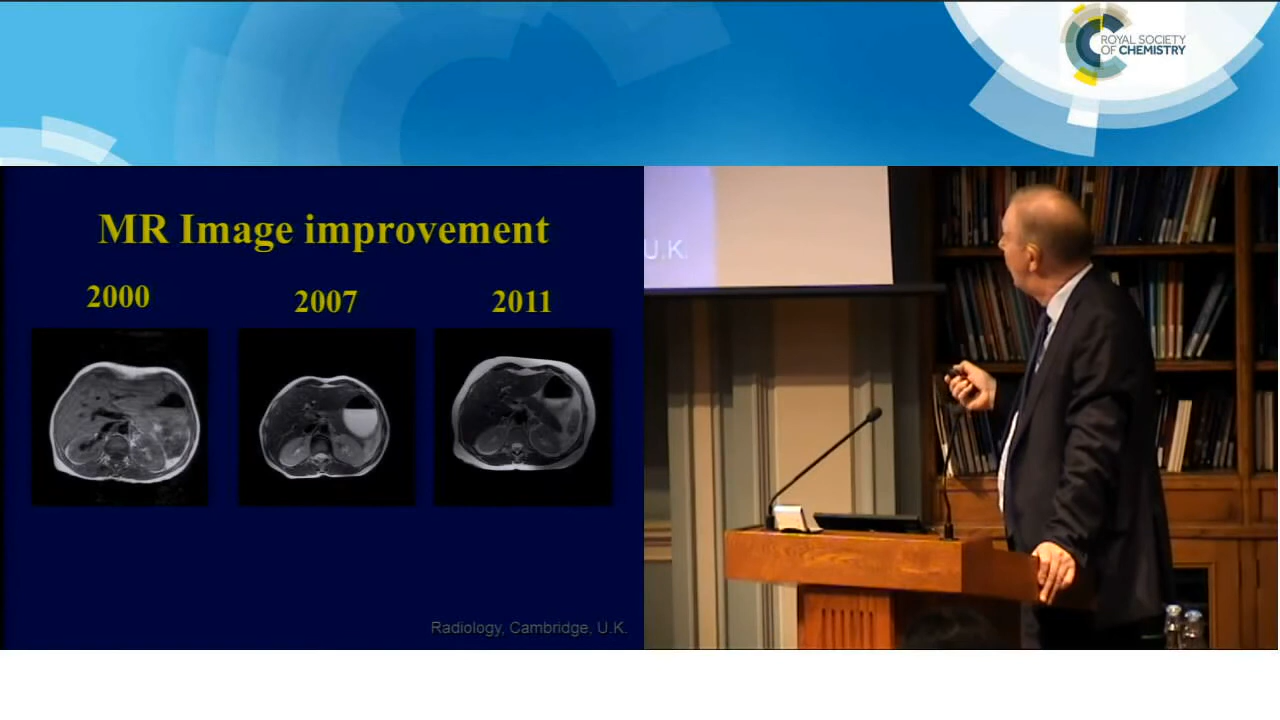 ROYAL SOCIETY
OF CHEMISTRY
MR Image improvement
2000
2007
2011
Radiology, Cambridge, U.K.
U.K.